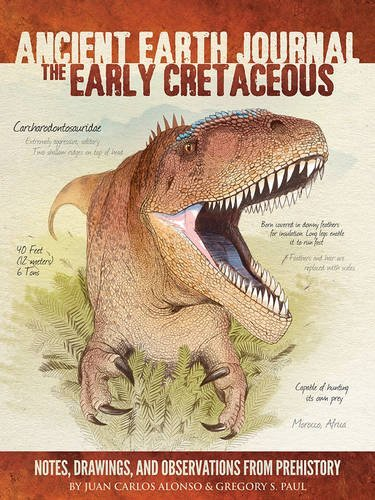 ANCIENT EARTH JOURNAL
THE EARLY CRETACEOUS
Carcharodontosauridae
Extremely aggressive, solitary
Two shallow ridges on top of head
Born covered in downy feathers
for insulation. Long legs enable
it to run fast
Feathers and hair are
replaced with scales
40 Feet
(12 meters)
6 Tons
Capable of hunting
its own prey
Morocco, Africa
NOTES, DRAWINGS, AND OBSERVATIONS FROM PREHISTORY
BY JUAN CARLOS ALONSO & GREGORY S. PAUL